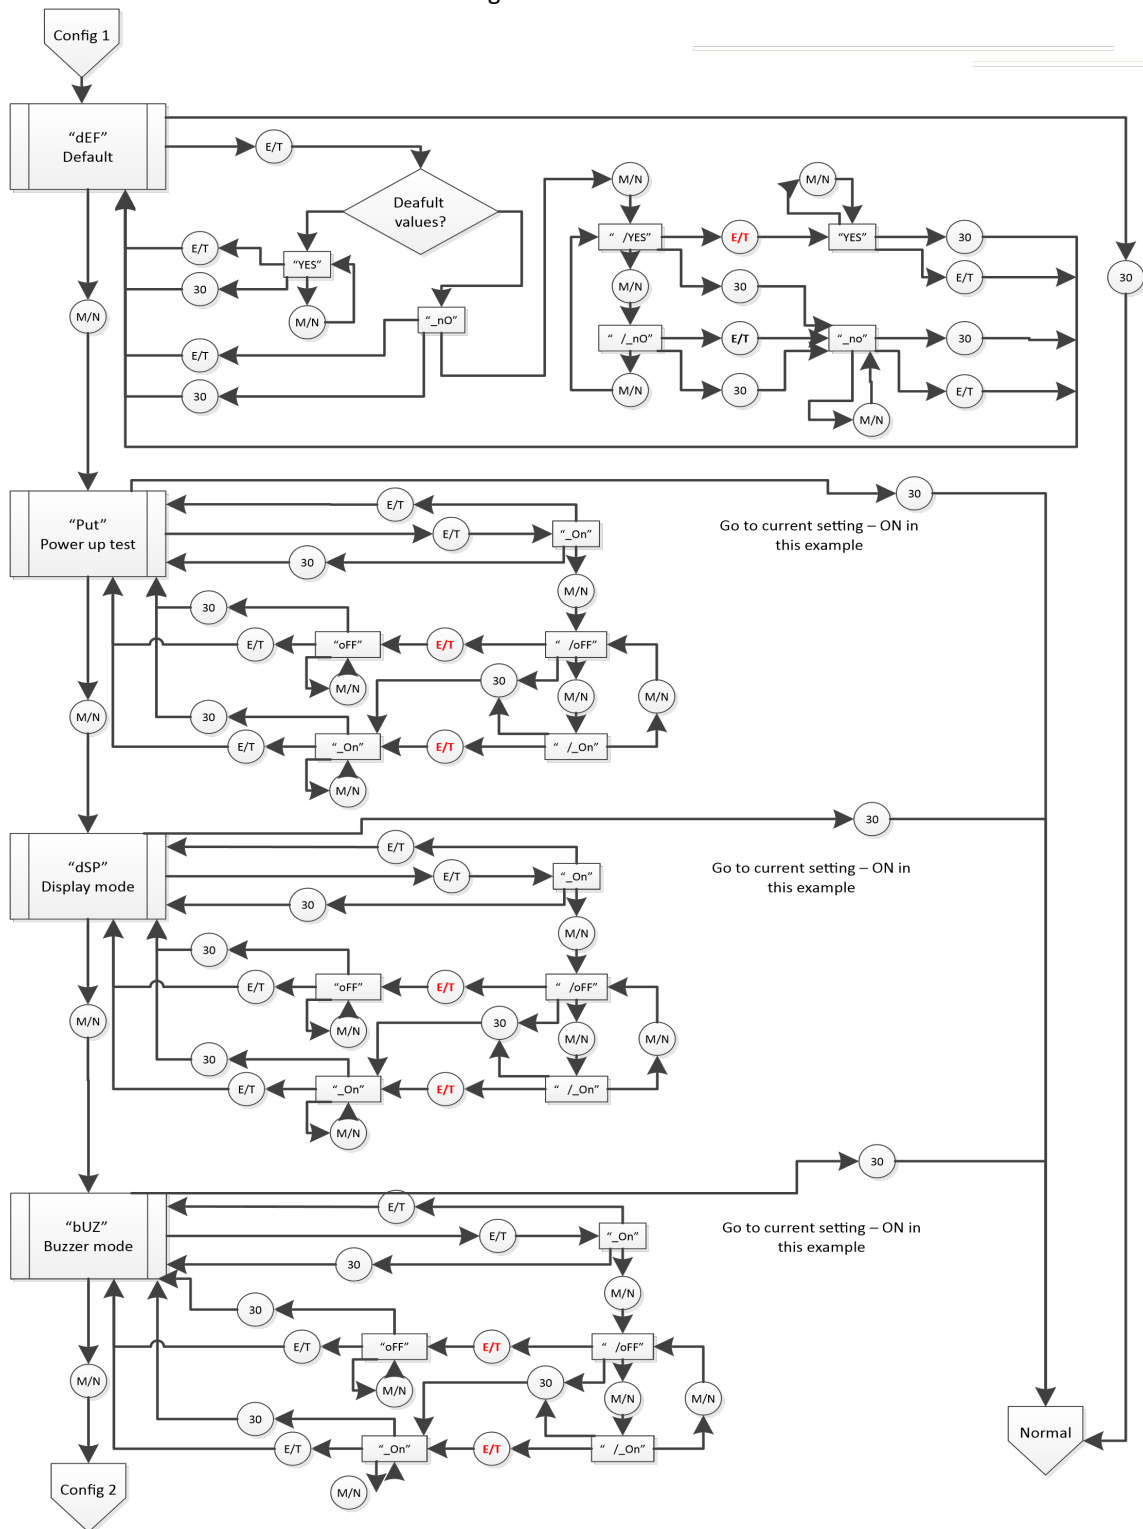 Config 1
“dEF”
Default
E/T
Deafult
values?
M/N
M/N
“ /YES”
E/T
“YES”
30
E/T
“YES”
E/T
30
30
M/N
30
M/N
M/N
“_nO”
“ /_nO”
E/T
“_no”
30
E/T
30
M/N
30
E/T
M/N
“Put”
Power up test
E/T
30
E/T
“_On”
Go to current setting – ON in
this example
30
M/N
30
E/T
“oFF”
E/T
“ /oFF”
M/N
30
M/N
M/N
M/N
30
E/T
“_On”
E/T
“ /_On”
M/N
30
“dSP”
Display mode
E/T
E/T
“_On”
Go to current setting – ON in
this example
30
M/N
30
E/T
“oFF”
E/T
“ /oFF”
M/N
M/N
30
M/N
M/N
30
E/T
“_On”
E/T
“ /_On”
M/N
30
“bUZ”
Buzzer mode
E/T
E/T
“_On”
Go to current setting – ON in
this example
30
M/N
30
E/T
“oFF”
E/T
“ /oFF”
M/N
M/N
30
M/N
M/N
30
E/T
“_On”
E/T
“ /_On”
Normal
Config 2
M/N